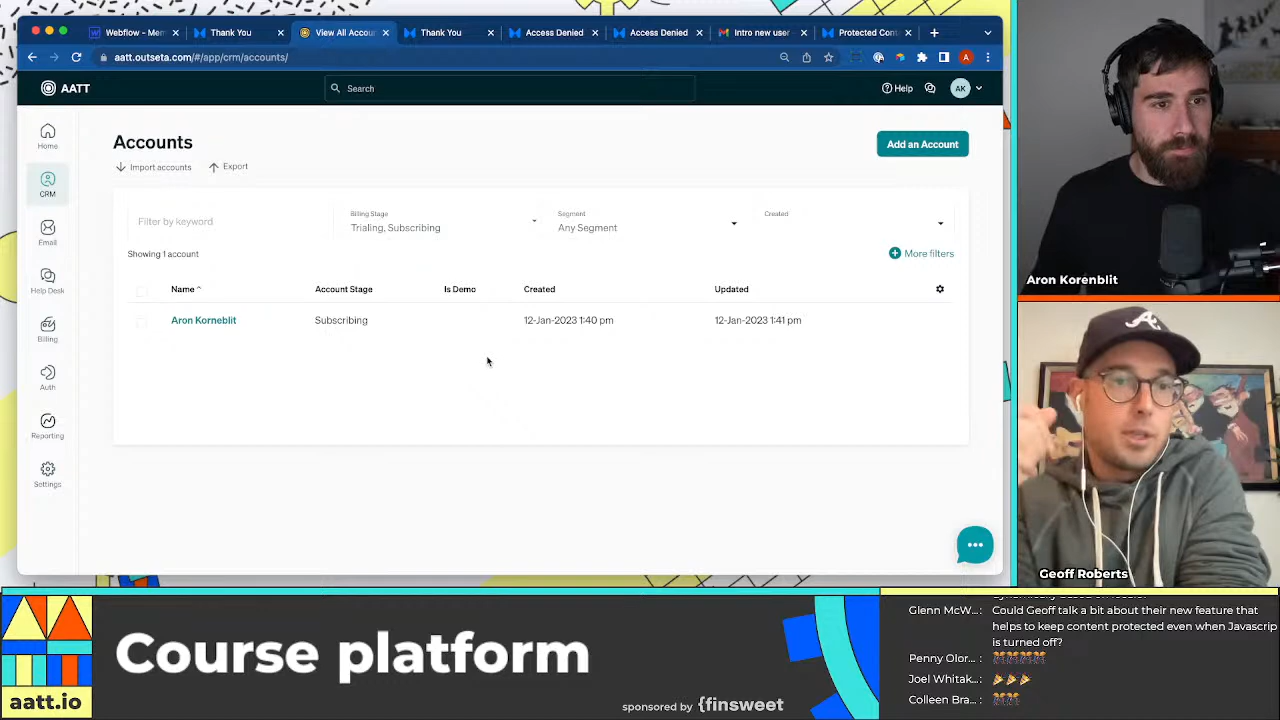 Webflow - Mem
Thank You
View All Accou
Thank You
Access Denied
Access Denied
Intro new user
Protected Cont
aatt.outseta.com/#/app/crm/accounts/
AATT
Search
Help
AK
Home
CRM
Email
Help Desk
Billing
Auth
Reporting
Settings
Accounts
Add an Account
Import accounts
Export
Filter by keyword
Billing Stage
Trialing, Subscribing
Segment
Any Segment
Created
Showing 1 account
More filters
Name
Account Stage
Is Demo
Created
Updated
Aron Korneblit
Subscribing
12-Jan-2023 1:40 pm
12-Jan-2023 1:41 pm
Aron Korenblit
Geoff Roberts
Course platform
sponsored by {finsweet
aatt.io
Glenn McW... : Could Geoff talk a bit about their new feature that
helps to keep content protected even when Javascrip
is turned off?
Penny Olor... :
Joel Whitak... :
Colleen Bra... :